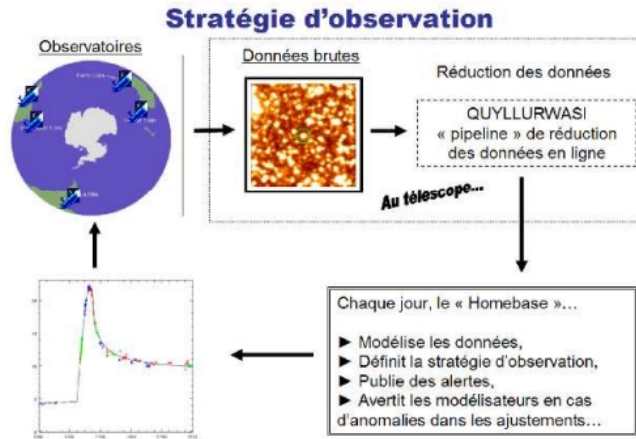 Stratégie d'observation
Observatoires
Données brutes
Réduction des données
QUYLLURWASI
« pipeline » de réduction
des données en ligne
Au télescope...
Chaque jour, le « Homebase »...
► Modélise les données,
► Définit la stratégie d'observation,
► Publie des alertes,
► Avertit les modélisateurs en cas
d'anomalies dans les ajustements...